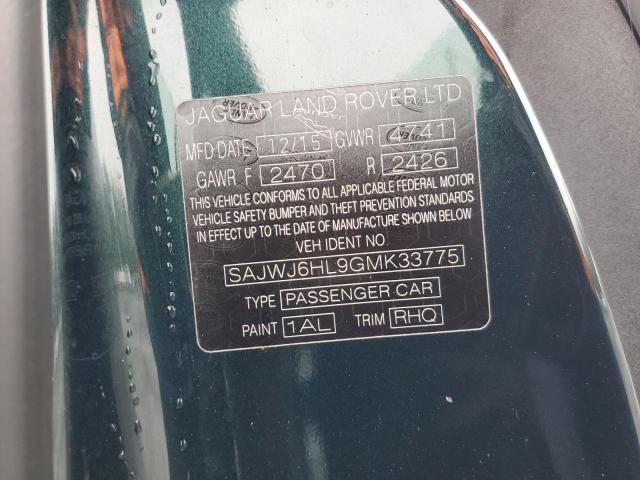 JAGUAR LAND ROVER LTD
MFD DATE 12/15 GVWR 4741
GAWR F 2470 R 2426
THIS VEHICLE CONFORMS TO ALL APPLICABLE FEDERAL MOTOR
VEHICLE SAFETY BUMPER AND THEFT PREVENTION STANDARDS
IN EFFECT UP TO THE DATE OF MANUFACTURE SHOWN BELOW
VEH IDENT NO
SAJWJ6HL9GMK33775
TYPE PASSENGER CAR
PAINT 1AL TRIM RHQ